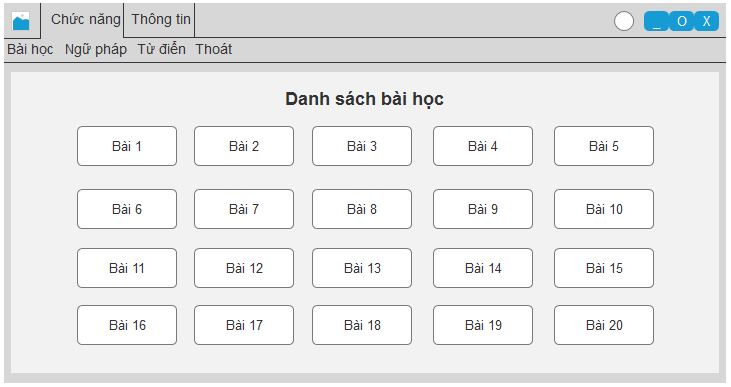 Chức năng Thông tin _ O X
Bài học Ngữ pháp Từ điển Thoát
Danh sách bài học
Bài 1 Bài 2 Bài 3 Bài 4 Bài 5
Bài 6 Bài 7 Bài 8 Bài 9 Bài 10
Bài 11 Bài 12 Bài 13 Bài 14 Bài 15
Bài 16 Bài 17 Bài 18 Bài 19 Bài 20